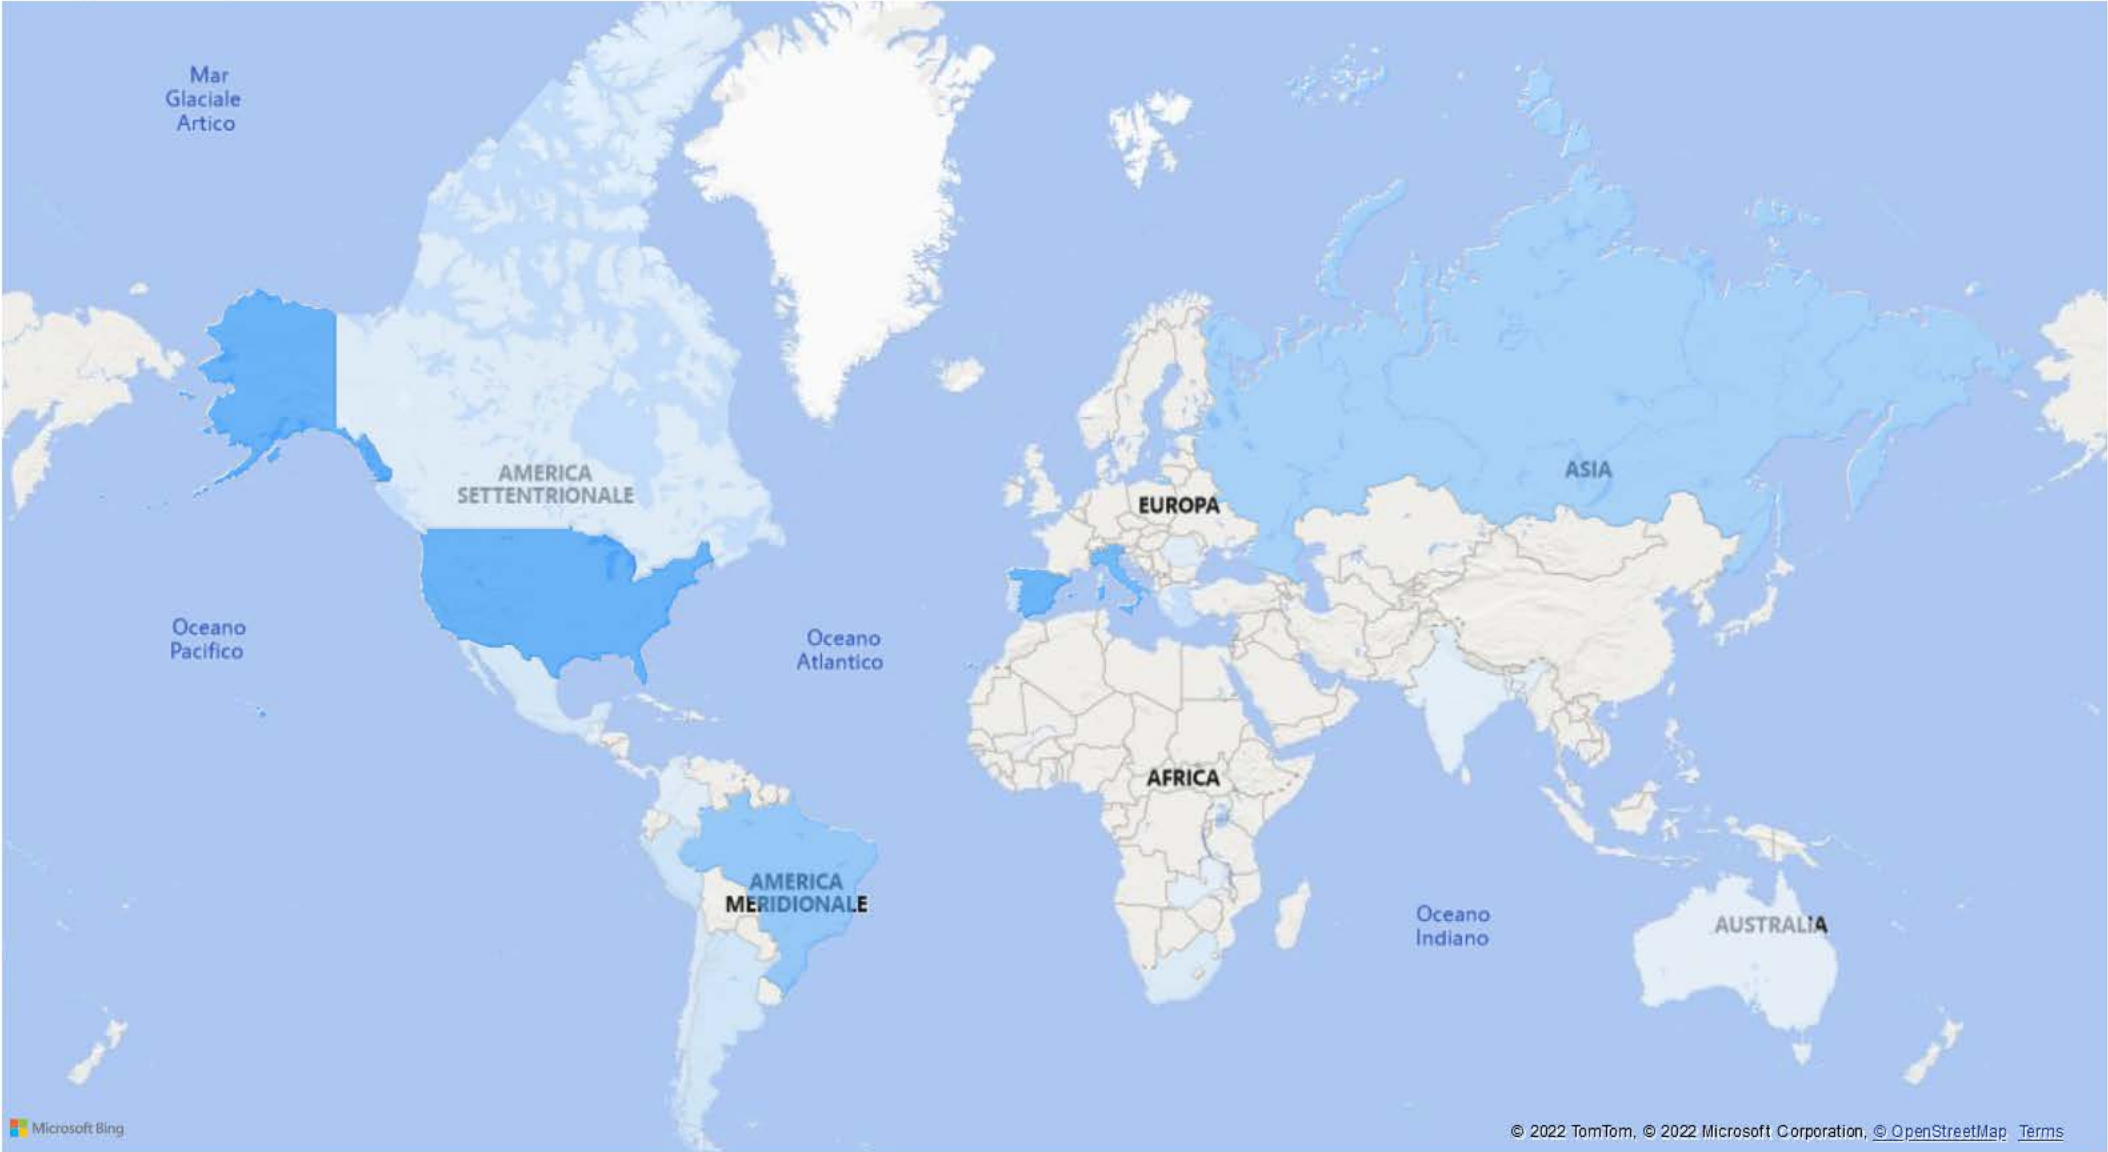 Mar
Glaciale
Artico
AMERICA
SETTENTRIONALE
EUROPA
ASIA
Oceano
Pacifico
Oceano
Atlantico
AFRICA
AMERICA
MERIDIONALE
Oceano
Indiano
AUSTRALIA
Microsoft Bing
© 2022 TomTom, © 2022 Microsoft Corporation, © OpenStreetMap Terms